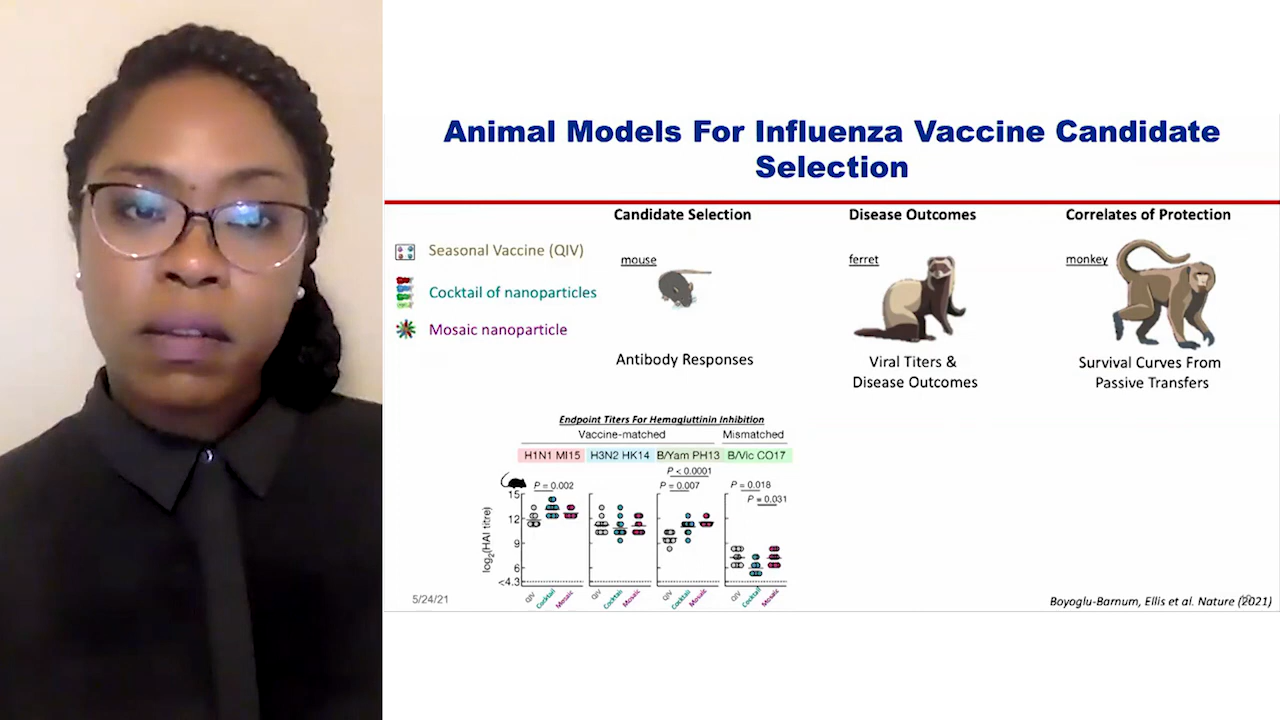 Animal Models For Influenza Vaccine Candidate
Selection
Candidate Selection
Disease Outcomes
Correlates of Protection
Seasonal Vaccine (QIV)
Cocktail of nanoparticles
Mosaic nanoparticle
mouse
ferret
monkey
Antibody Responses
Viral Titers &
Disease Outcomes
Survival Curves From
Passive Transfers
Endpoint Titers For Hemagluttinin Inhibition
Vaccine-matched
Mismatched
H1N1 MI15
H3N2 HK14
B/Yam PH13
B/Vic CO17
P < 0.0001
P = 0.002
P = 0.007
P = 0.018
P = 0.031
log2(HAI titre)
15
12
9
6
<4.3
QIV
Cocktail
Mosaic
QIV
Cocktail
Mosaic
QIV
Cocktail
Mosaic
QIV
Cocktail
Mosaic
5/24/21
Boyoglu-Barnum, Ellis et al. Nature (2021)